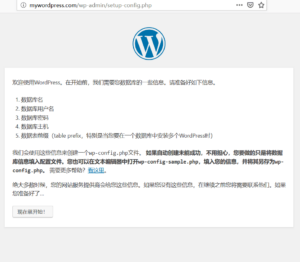 mywordpress.com/wp-admin/setup-config.php
欢迎使用WordPress。在开始前，我们需要您数据库的一些信息。请准备好如下信息。
1. 数据库名
2. 数据库用户名
3. 数据库密码
4. 数据库主机
5. 数据表前缀（table prefix，特别是当您要在一个数据库中安装多个WordPress时）
我们会使用这些信息来创建一个wp-config.php文件。如果自动创建未能成功，不用担心，您要做的只是将数
据库信息填入配置文件。您也可以在文本编辑器中打开wp-config-sample.php，填入您的信息，并将其另存为wp-
config.php。需要更多帮助？看这里。
绝大多数时候，您的网站服务提供商会给您这些信息。如果您没有这些信息，在继续之前您将需要联系他们。如果
您准备好了…
现在就开始！